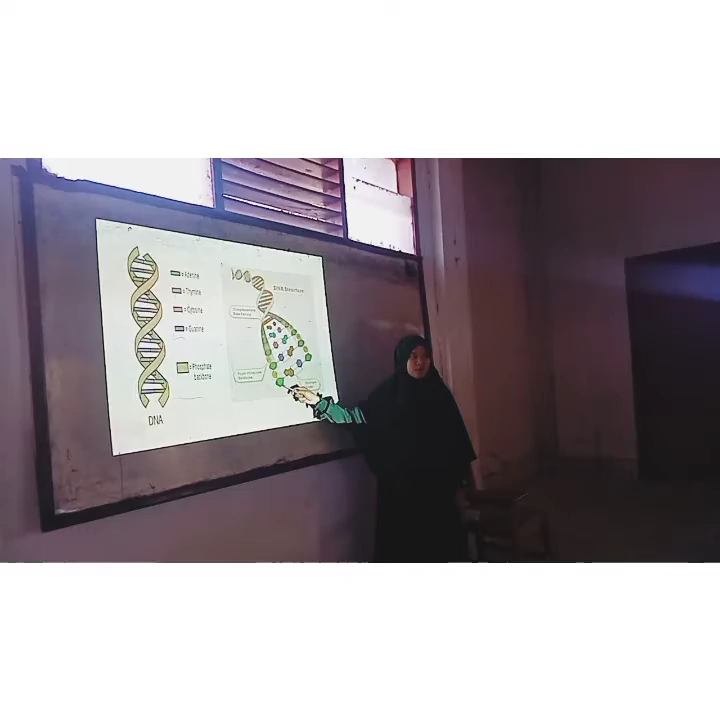 = Adenine
= Thymine
= Cytosine
= Guanine
= Phosphate
backbone
DNA
DNA Structure